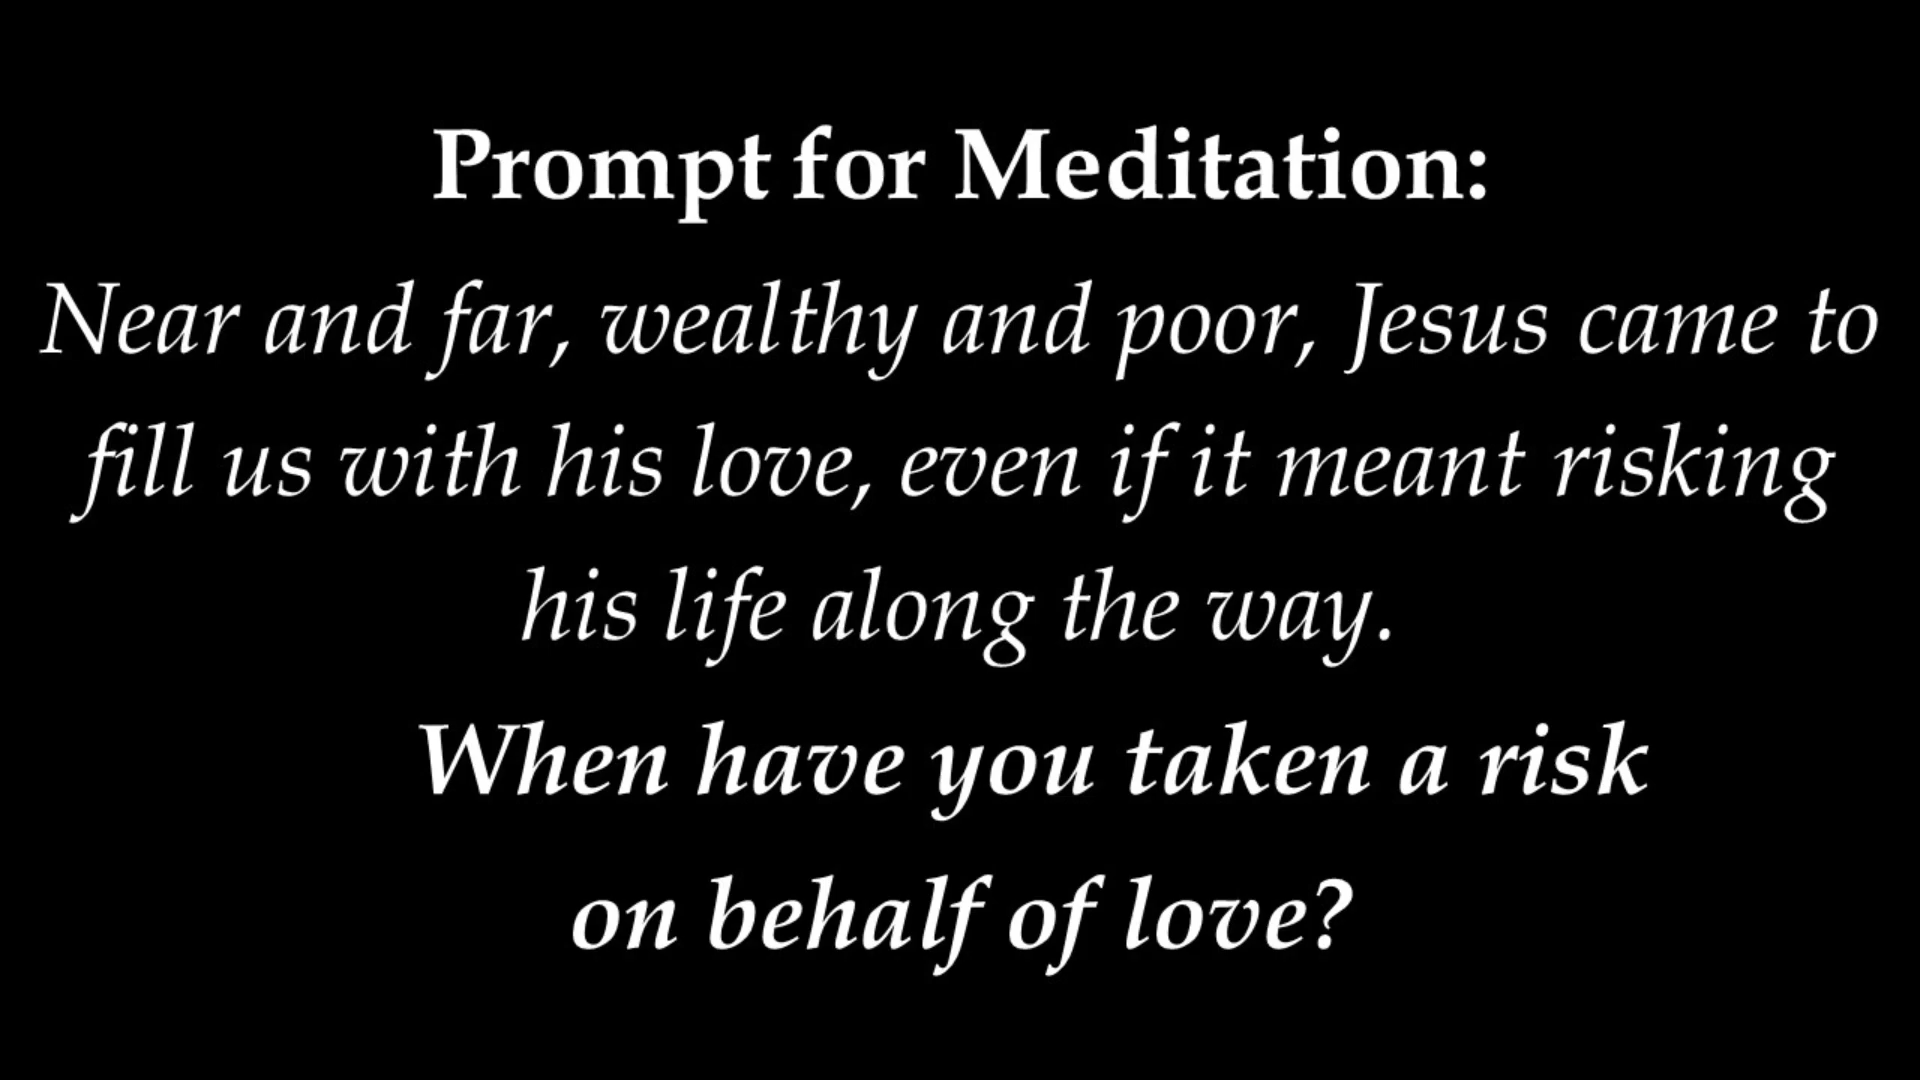 Prompt for Meditation:
Near and far, wealthy and poor, Jesus came to
fill us with his love, even if it meant risking
his life along the way.
When have you taken a risk
on behalf of love?